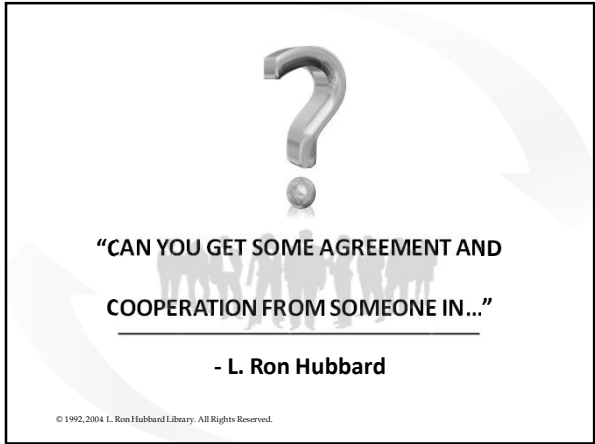 “CAN YOU GET SOME AGREEMENT AND
COOPERATION FROM SOMEONE IN…”
- L. Ron Hubbard
© 1992, 2004 L. Ron Hubbard Library. All Rights Reserved.